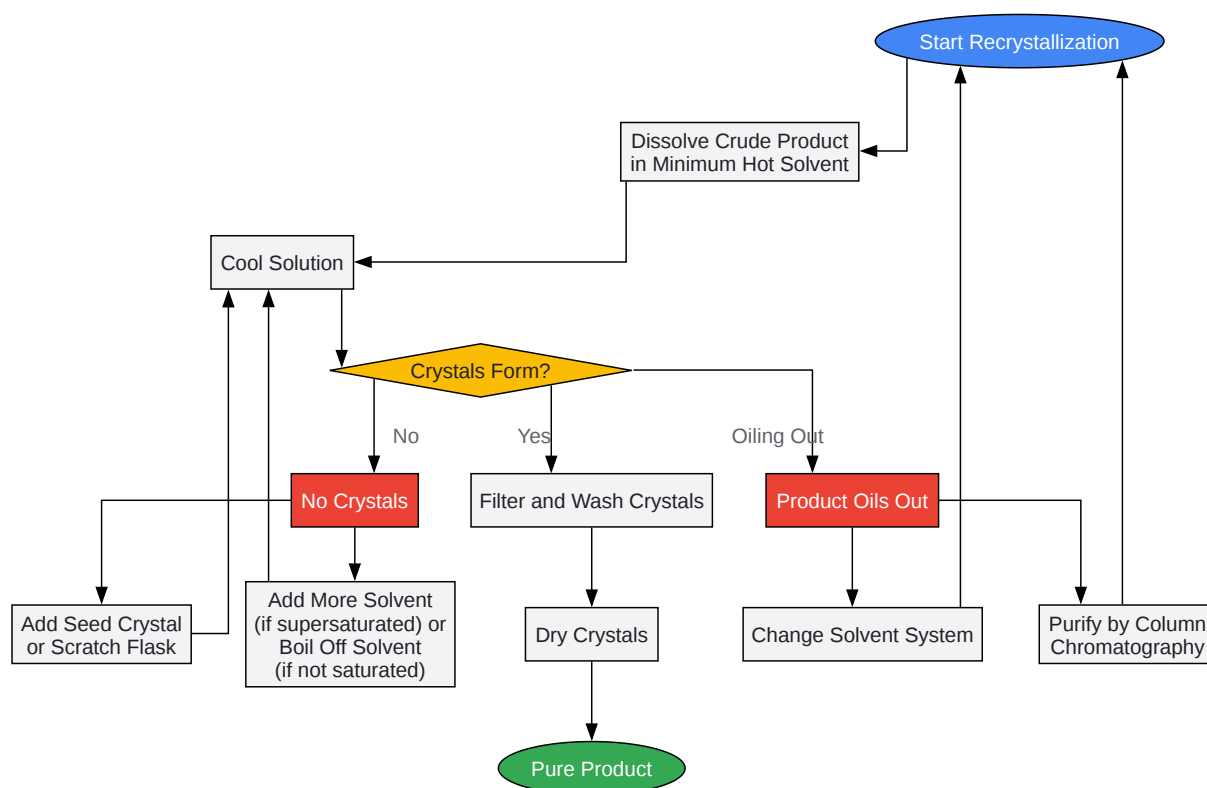 Start Recrystallization
Dissolve Crude Product
in Minimum Hot Solvent
Cool Solution
Crystals Form?
No
Yes
Oiling Out
No Crystals
Filter and Wash Crystals
Product Oils Out
Add Seed Crystal
or Scratch Flask
Add More Solvent
(if supersaturated) or
Boil Off Solvent
(if not saturated)
Dry Crystals
Change Solvent System
Purify by Column
Chromatography
Pure Product